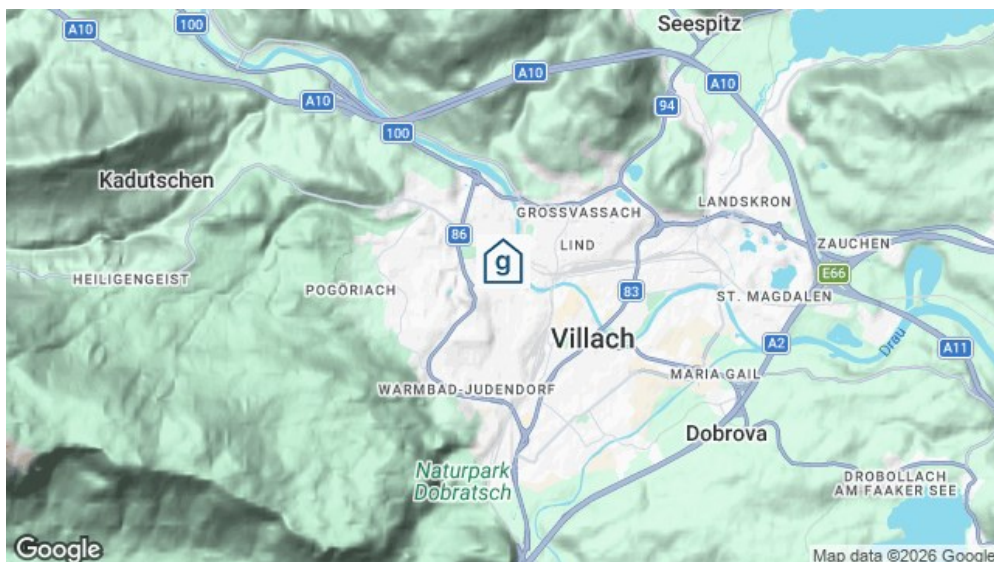 Seespitz
A10
100
A10
A10
A10
94
100
Kadutschen
LANDSKRON
GROSSVASSACH
86
LIND
ZAUCHEN
g
E66
HEILIGENGEIST
POGÖRIACH
83
ST. MAGDALEN
Villach
Drau
A2
A11
MARIA GAIL
WARMBAD-JUDENDORF
Dobrova
Naturpark
Dobratsch
DROBOLLACH
AM FAAKER SEE
Google
Map data ©2026 Google